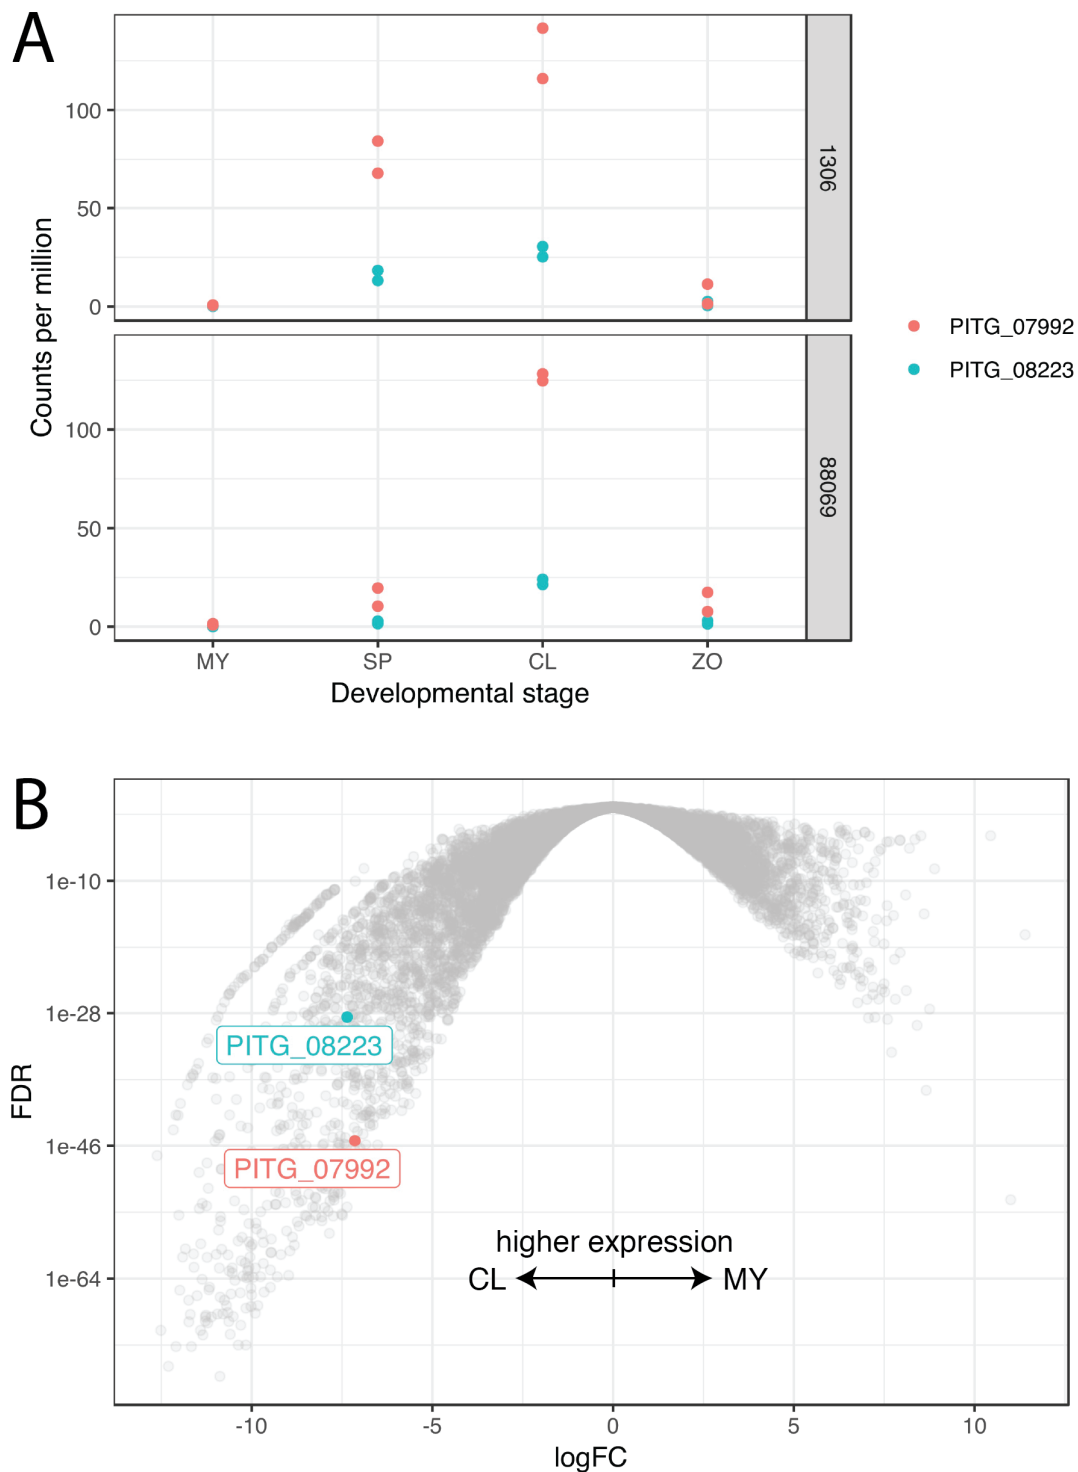 A
Counts per million
100
50
0
1306
100
50
0
88069
MY SP CL ZO
Developmental stage
PITG_07992
PITG_08223
B
FDR
1e-10
1e-28
1e-46
1e-64
PITG_08223
PITG_07992
higher expression
CL MY
-10 -5 0 5 10
logFC